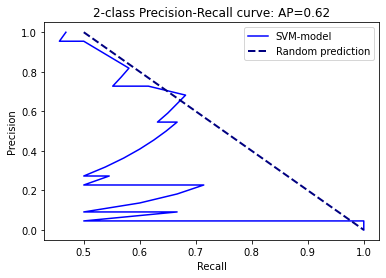 2-class Precision-Recall curve: AP=0.62
SVM-model
Random prediction
Precision
1.0
0.8
0.6
0.4
0.2
0.0
0.5
0.6
0.7
0.8
0.9
1.0
Recall